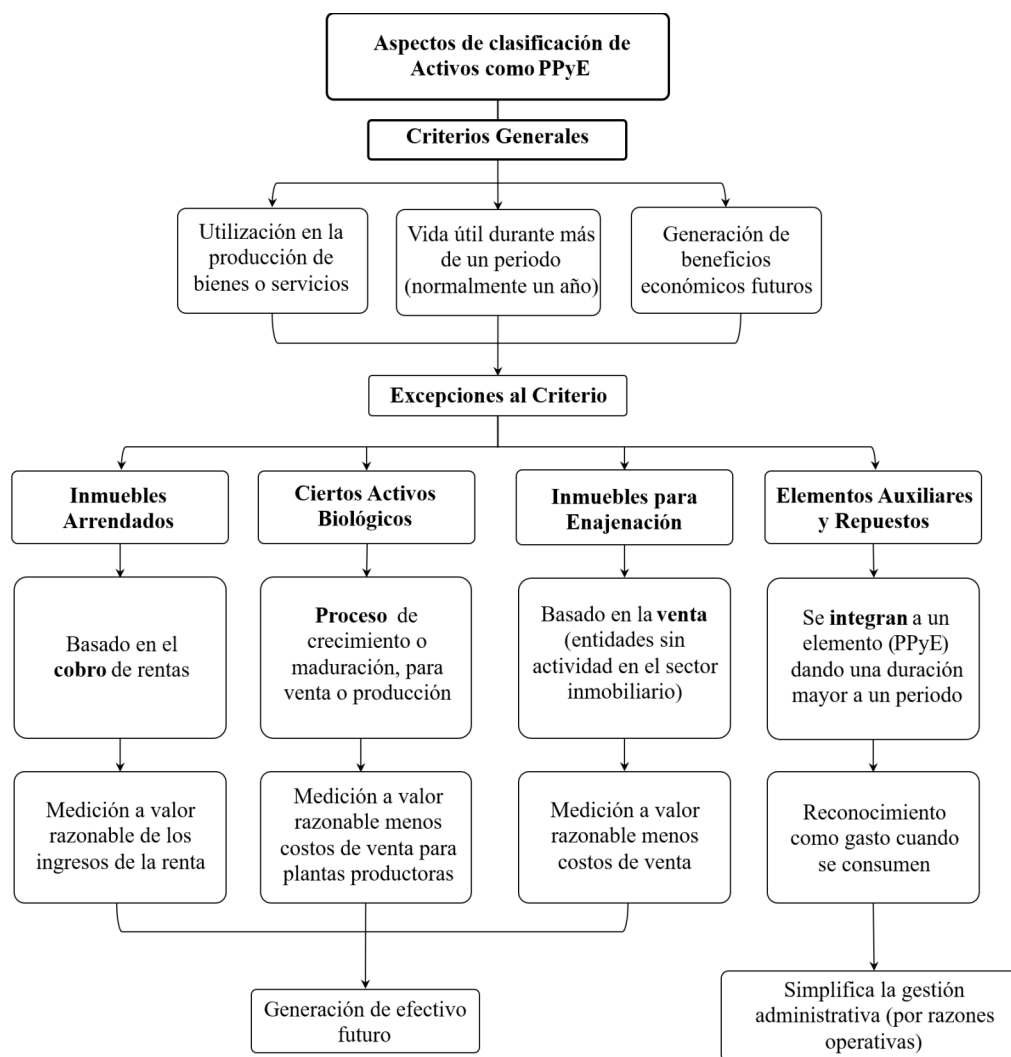 Aspectos de clasificación de
Activos como PPyE
Criterios Generales
Utilización en la
producción de
bienes o servicios
Vida útil durante más
de un periodo
(normalmente un año)
Generación de
beneficios
económicos futuros
Excepciones al Criterio
Inmuebles
Arrendados
Ciertos Activos
Biológicos
Inmuebles para
Enajenación
Elementos Auxiliares
y Repuestos
Basado en el
cobro de rentas
Proceso de
crecimiento o
maduración, para
venta o producción
Basado en la venta
(entidades sin
actividad en el sector
inmobiliario)
Se integran a un
elemento (PPyE)
dando una duración
mayor a un periodo
Medición a valor
razonable de los
ingresos de la renta
Medición a valor
razonable menos
costos de venta para
plantas productoras
Medición a valor
razonable menos
costos de venta
Reconocimiento
como gasto cuando
se consumen
Generación de efectivo
futuro
Simplifica la gestión
administrativa (por razones
operativas)